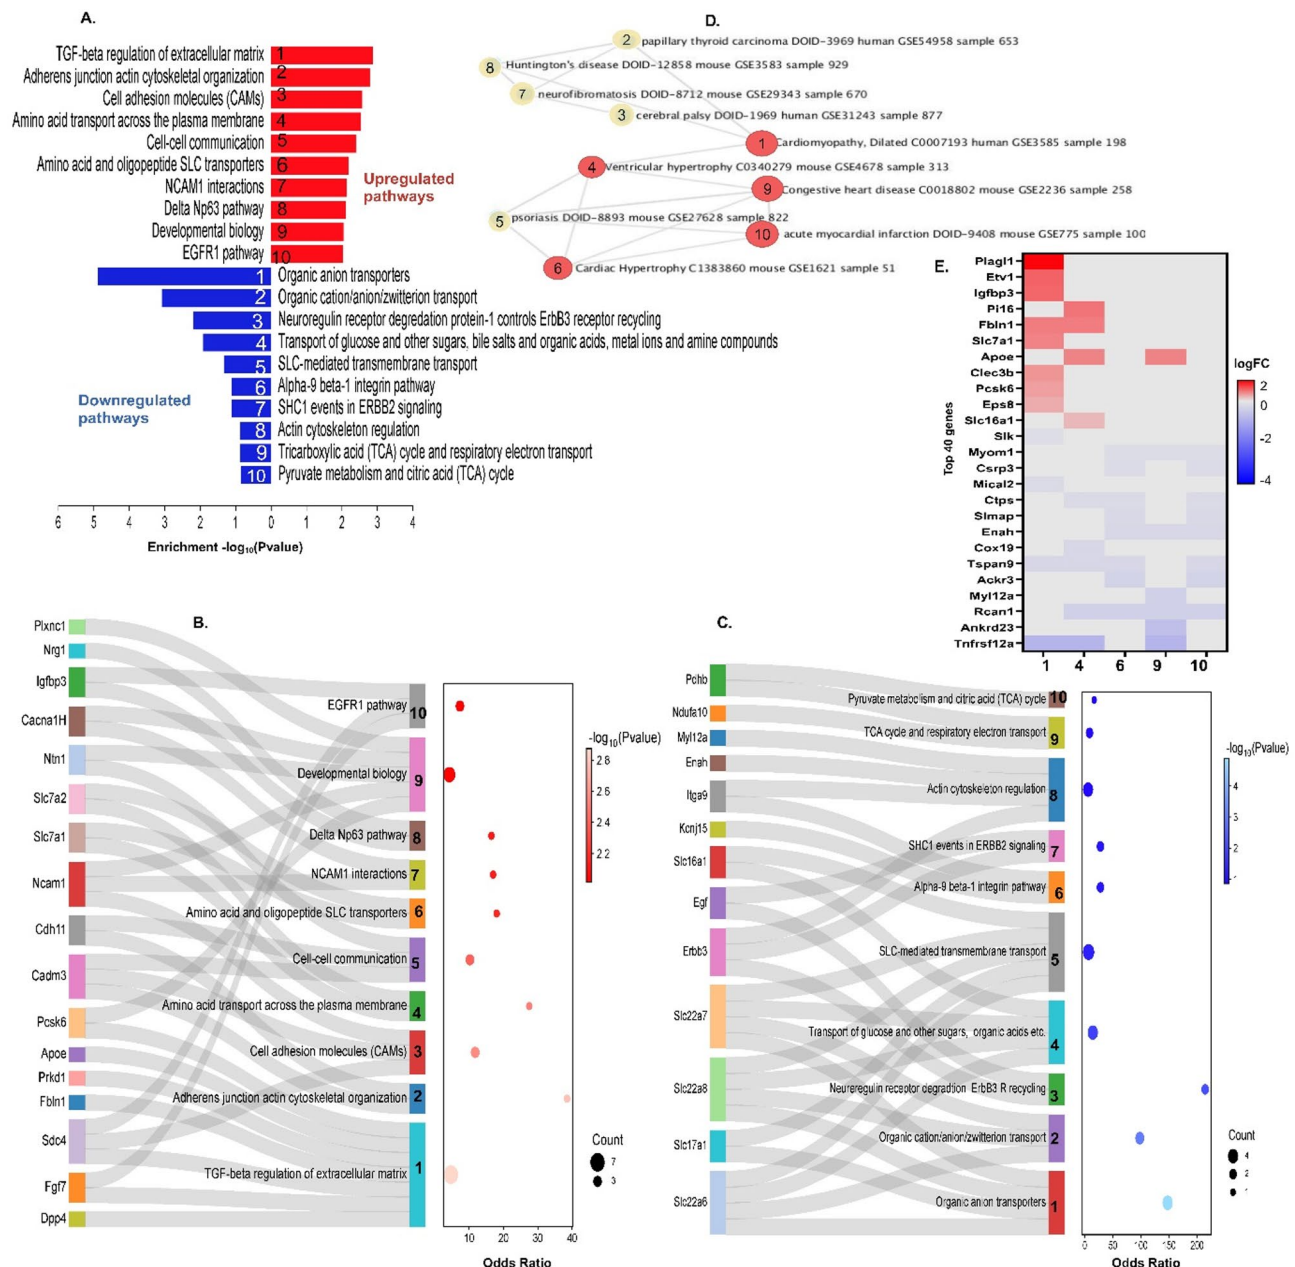 A.
TGF-beta regulation of extracellular matrix 1
Adherens junction actin cytoskeletal organization 2
Cell adhesion molecules (CAMs) 3
Amino acid transport across the plasma membrane 4
Cell-cell communication 5
Amino acid and oligopeptide SLC transporters 6
NCAM1 interactions 7
Delta Np63 pathway 8
Developmental biology 9
EGFR1 pathway 10
Upregulated
pathways
1 Organic anion transporters
2 Organic cation/anion/zwitterion transport
3 Neuroregulin receptor degredation protein-1 controls ErbB3 receptor recycling
4 Transport of glucose and other sugars, bile salts and organic acids, metal ions and amine compounds
5 SLC-mediated transmembrane transport
6 Alpha-9 beta-1 integrin pathway
7 SHC1 events in ERBB2 signaling
8 Actin cytoskeleton regulation
9 Tricarboxylic acid (TCA) cycle and respiratory electron transport
10 Pyruvate metabolism and citric acid (TCA) cycle
Downregulated
pathways
6 5 4 3 2 1 0 1 2 3 4
Enrichment -log10(Pvalue)
D.
2 papillary thyroid carcinoma DOID-3969 human GSE54958 sample 653
8 Huntington's disease DOID-12858 mouse GSE3583 sample 929
7 neurofibromatosis DOID-8712 mouse GSE29343 sample 670
3 cerebral palsy DOID-1969 human GSE31243 sample 877
1 Cardiomyopathy, Dilated C0007193 human GSE3585 sample 198
4 Ventricular hypertrophy C0340279 mouse GSE4678 sample 313
9 Congestive heart disease C0018802 mouse GSE2236 sample 258
5 psoriasis DOID-8893 mouse GSE27628 sample 822
10 acute myocardial infarction DOID-9408 mouse GSE775 sample 100
6 Cardiac Hypertrophy C1383860 mouse GSE1621 sample 51
E.
Top 40 genes
Plagl1
Etv1
Igfbp3
Pi16
Fbln1
Slc7a1
Apoe
Clec3b
Pcsk6
Eps8
Slc16a1
Slk
Myom1
Csrp3
Mical2
Ctps
Slmap
Enah
Cox19
Tspan9
Ackr3
Myl12a
Rcan1
Ankrd23
Tnfrsf12a
1 4 6 9 10
logFC
2
0
-2
-4
B.
Plxnc1
Nrg1
Igfbp3
Cacna1H
Ntn1
Slc7a2
Slc7a1
Ncam1
Cdh11
Cadm3
Pcsk6
Apoe
Prkd1
Fbln1
Sdc4
Fgf7
Dpp4
EGFR1 pathway 10
Developmental biology 9
Delta Np63 pathway 8
NCAM1 interactions 7
Amino acid and oligopeptide SLC transporters 6
Cell-cell communication 5
Amino acid transport across the plasma membrane 4
Cell adhesion molecules (CAMs) 3
Adherens junction actin cytoskeletal organization 2
TGF-beta regulation of extracellular matrix 1
-log10(Pvalue)
2.8
2.6
2.4
2.2
Count
7
3
10 20 30 40
Odds Ratio
C.
Pdhb
Ndufa10
Myl12a
Enah
Itga9
Kcnj15
Slc16a1
Egf
Erbb3
Slc22a7
Slc22a8
Slc17a1
Slc22a6
Pyruvate metabolism and citric acid (TCA) cycle 10
TCA cycle and respiratory electron transport 9
Actin cytoskeleton regulation 8
SHC1 events in ERBB2 signaling 7
Alpha-9 beta-1 integrin pathway 6
SLC-mediated transmembrane transport 5
Transport of glucose and other sugars, organic acids etc. 4
Neureregulin receptor degradtion ErbB3 R recycling 3
Organic cation/anion/zwitterion transport 2
Organic anion transporters 1
-log10(Pvalue)
4
3
2
1
Count
4
2
1
0 50 100 150 200
Odds Ratio